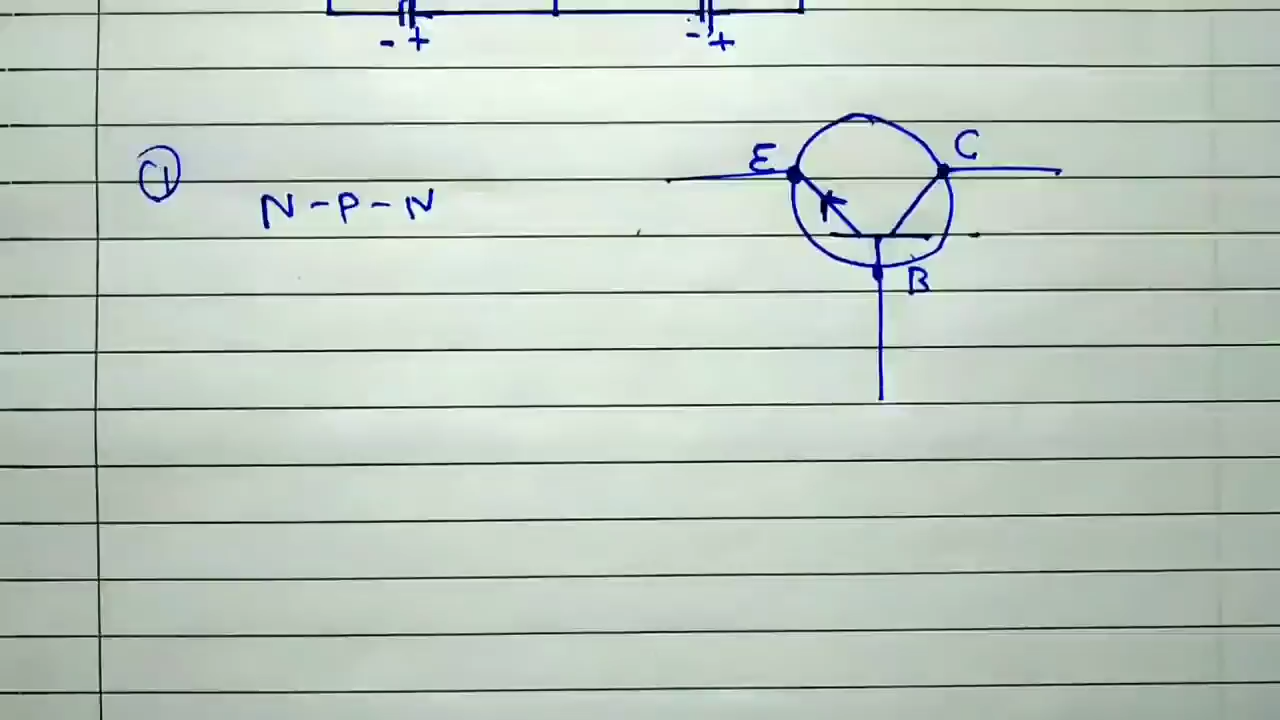 - + - +
E C
① N-P-N
B